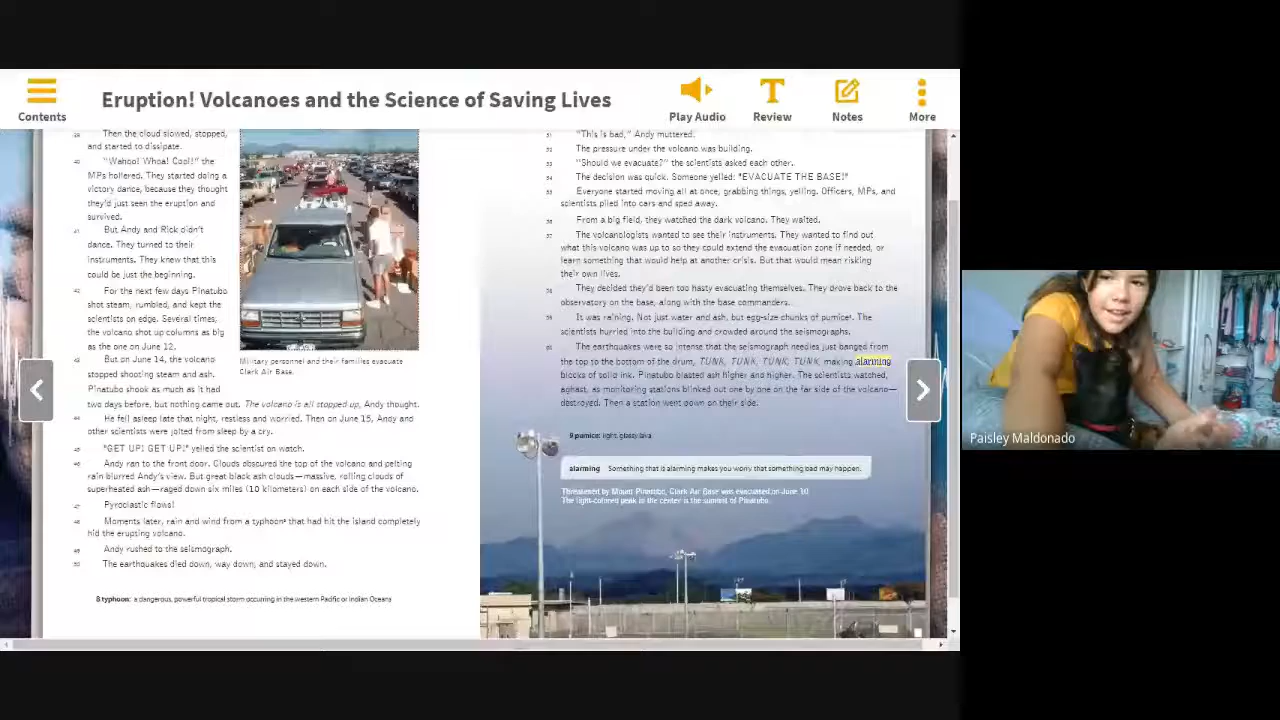 Contents
Eruption! Volcanoes and the Science of Saving Lives
Play Audio
Review
Notes
More
Then the cloud slowed, stopped,
and started to dissipate.
40 "Wahoo! Whoa! Cool!" the
MPs hollered. They started doing a
victory dance, because they thought
they'd just seen the eruption and
survived.
41 But Andy and Rick didn't
dance. They turned to their
instruments. They knew that this
could be just the beginning.
42 For the next few days Pinatubo
shot steam, rumbled, and kept the
scientists on edge. Several times,
the volcano shot up columns as big
as the one on June 12.
43 But on June 14, the volcano
stopped shooting steam and ash.
Pinatubo shook as much as it had
two days before, but nothing came out. The volcano is all stopped up, Andy thought.
44 He fell asleep late that night, restless and worried. Then on June 15, Andy and
other scientists were jolted from sleep by a cry.
45 "GET UP! GET UP!" yelled the scientist on watch.
46 Andy ran to the front door. Clouds obscured the top of the volcano and pelting
rain blurred Andy's view. But great black ash clouds—massive, rolling clouds of
superheated ash—raged down six miles (10 kilometers) on each side of the volcano.
47 Pyroclastic flows!
48 Moments later, rain and wind from a typhoon8 that had hit the island completely
hid the erupting volcano.
49 Andy rushed to the seismograph.
50 The earthquakes died down, way down, and stayed down.
8 typhoon: a dangerous, powerful tropical storm occurring in the western Pacific or Indian Oceans
Military personnel and their families evacuate
Clark Air Base.
51 "This is bad," Andy muttered.
52 The pressure under the volcano was building.
53 "Should we evacuate?" the scientists asked each other.
54 The decision was quick. Someone yelled: "EVACUATE THE BASE!"
55 Everyone started moving all at once, grabbing things, yelling. Officers, MPs, and
scientists piled into cars and sped away.
56 From a big field, they watched the dark volcano. They waited.
57 The volcanologists wanted to see their instruments. They wanted to find out
what this volcano was up to so they could extend the evacuation zone if needed, or
learn something that would help at another crisis. But that would mean risking
their own lives.
58 They decided they'd been too hasty evacuating themselves. They drove back to the
observatory on the base, along with the base commanders.
59 It was raining. Not just water and ash, but egg-size chunks of pumice9. The
scientists hurried into the building and crowded around the seismographs.
60 The earthquakes were so intense that the seismograph needles just banged from
the top to the bottom of the drum, TUNK, TUNK, TUNK, TUNK, making alarming
blocks of solid ink. Pinatubo blasted ash higher and higher. The scientists watched,
aghast, as monitoring stations blinked out one by one on the far side of the volcano—
destroyed. Then a station went down on their side.
9 pumice: light, glassy lava
alarming Something that is alarming makes you worry that something bad may happen.
Threatened by Mount Pinatubo, Clark Air Base was evacuated on June 10.
The light-colored peak in the center is the summit of Pinatubo.
Paisley Maldonado